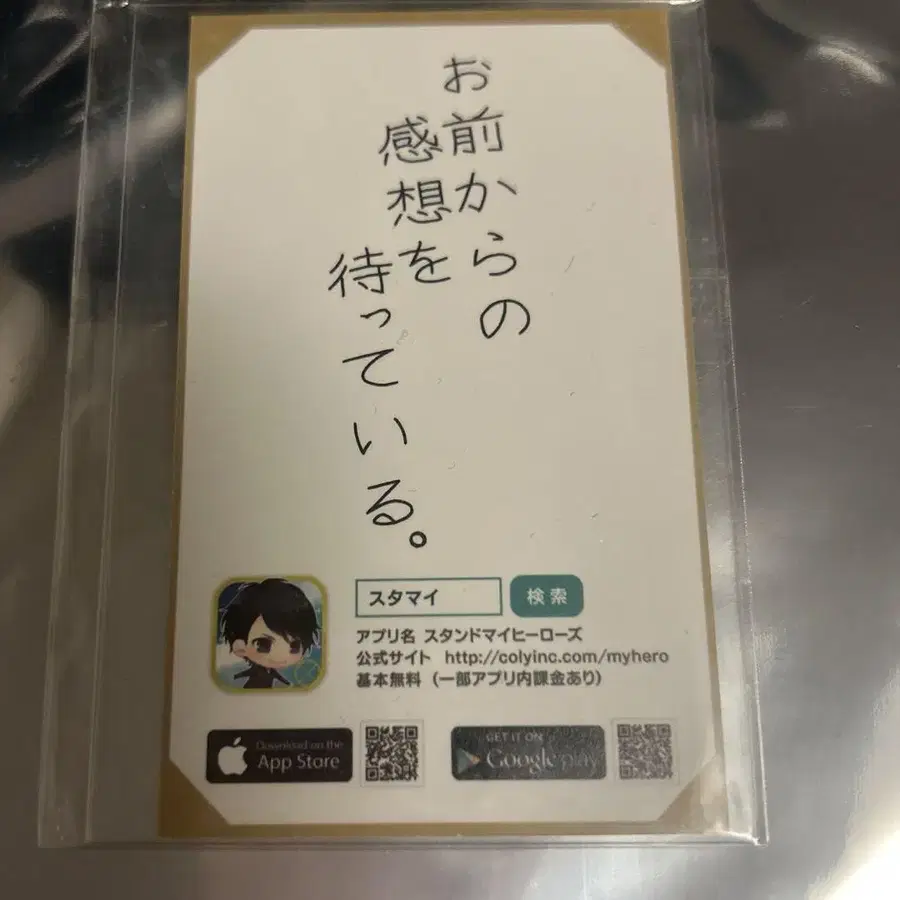 お前からの
感想を
待っている。
スタマイ
検索
アプリ名 スタンドマイヒーローズ
公式サイト http://colyinc.com/myhero
基本無料（一部アプリ内課金あり）
Download on the
App Store
GET IT ON
Google play